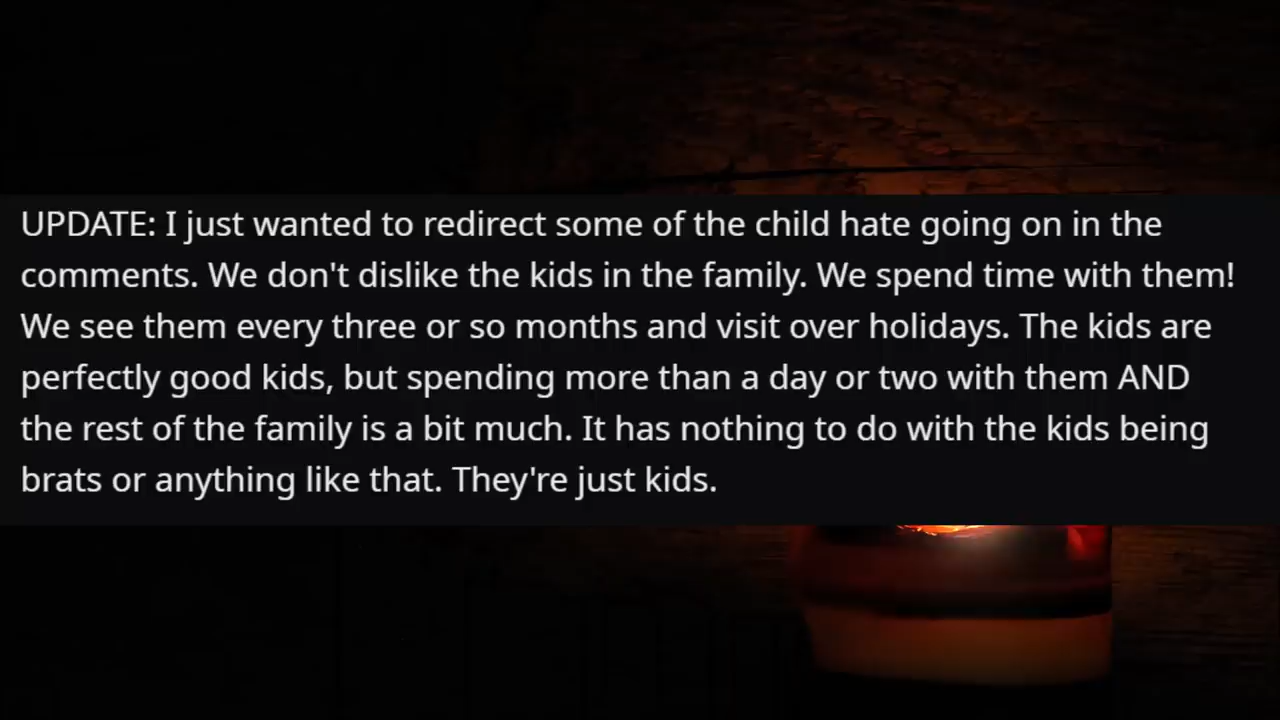 UPDATE: I just wanted to redirect some of the child hate going on in the
comments. We don't dislike the kids in the family. We spend time with them!
We see them every three or so months and visit over holidays. The kids are
perfectly good kids, but spending more than a day or two with them AND
the rest of the family is a bit much. It has nothing to do with the kids being
brats or anything like that. They're just kids.